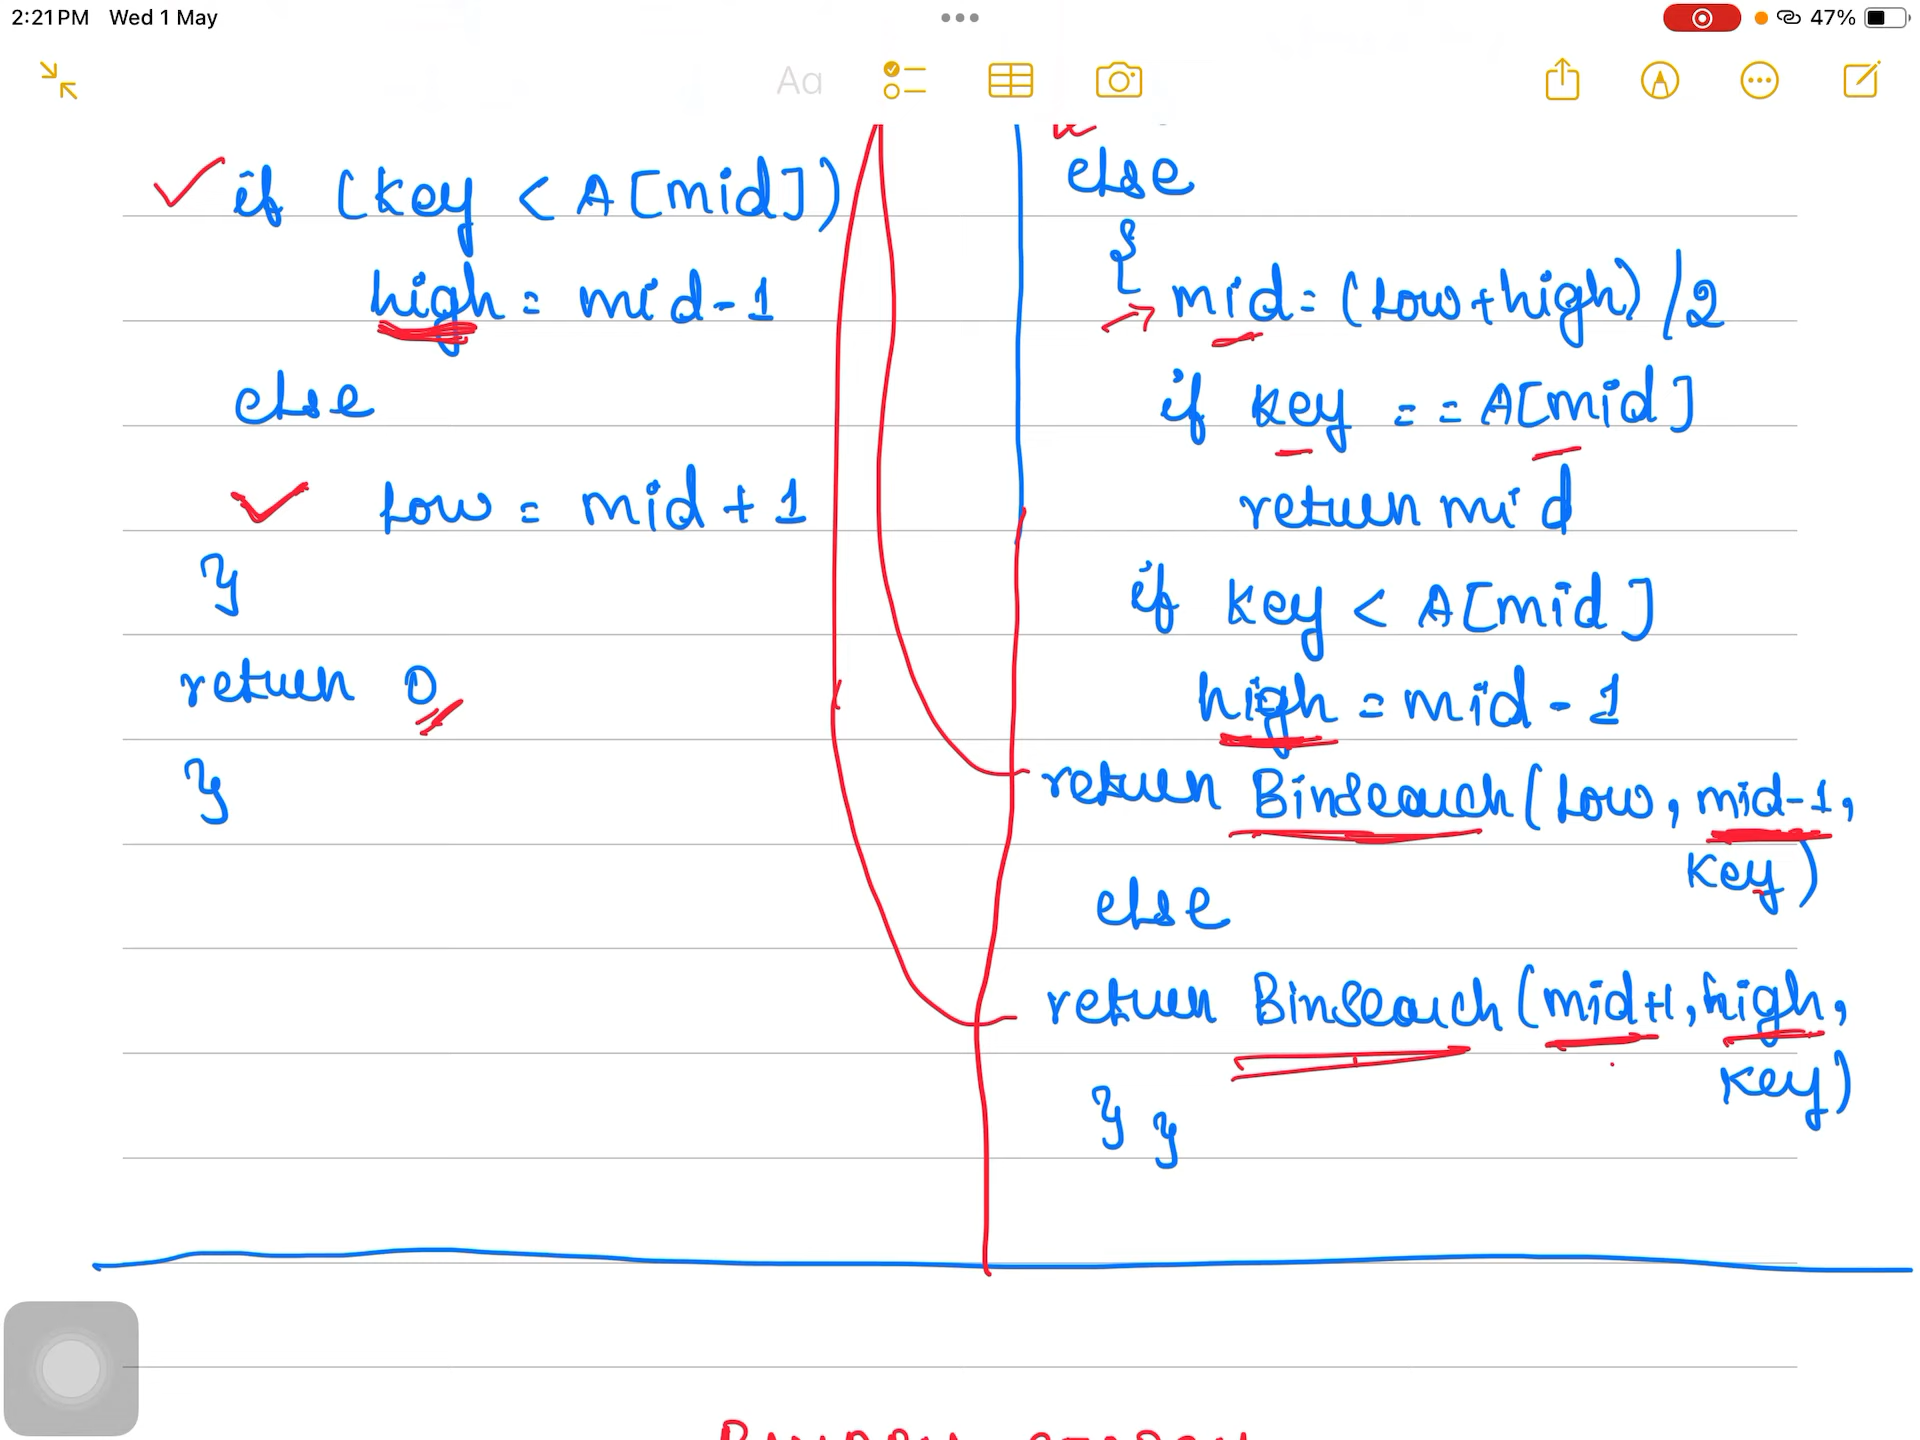 2:21 PM Wed 1 May
47%
Aa
if (Key < A[mid])
high = mid-1
else
Low = mid+1
}
return 0
}
else
{
mid = (Low+high)/2
if key == A[mid]
return mid
if key < A[mid]
high = mid-1
return BinSearch(Low, mid-1,
Key)
else
return BinSearch(mid+1, high,
Key)
} }